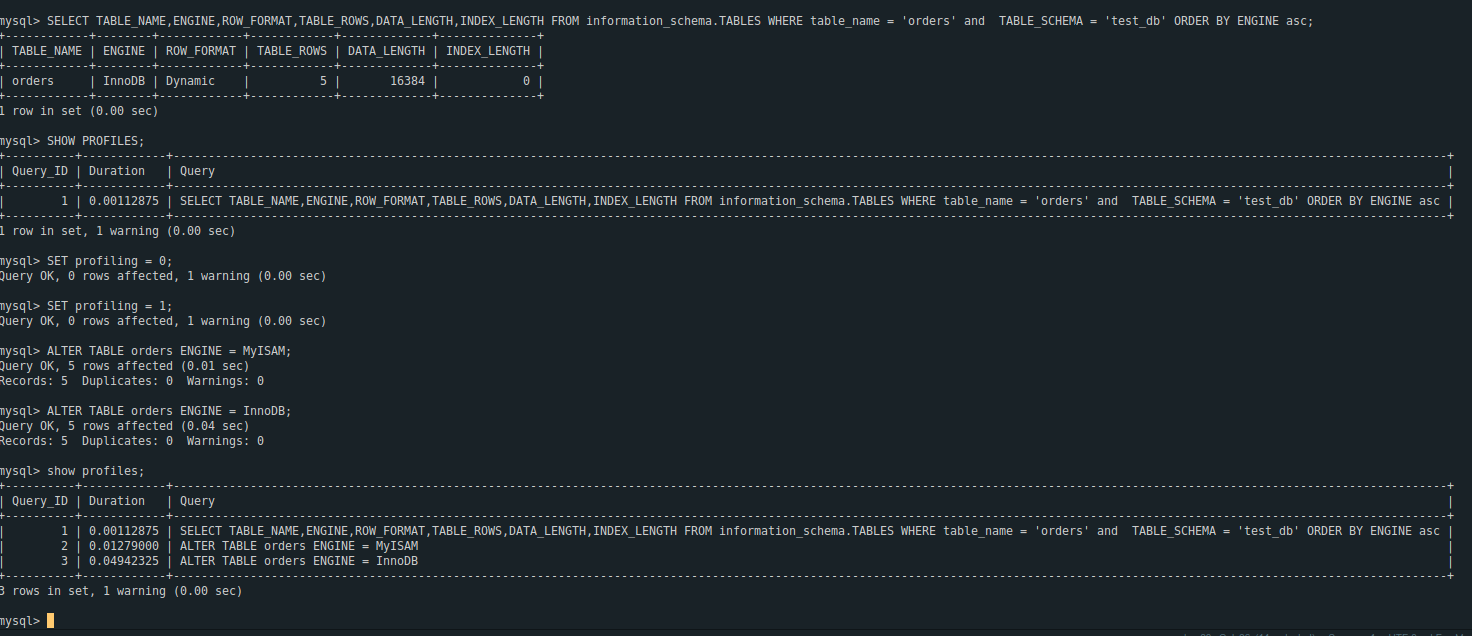 mysql> SELECT TABLE_NAME,ENGINE,ROW_FORMAT,TABLE_ROWS,DATA_LENGTH,INDEX_LENGTH FROM information_schema.TABLES WHERE table_name = 'orders' and  TABLE_SCHEMA = 'test_db' ORDER BY ENGINE asc;
| TABLE_NAME | ENGINE | ROW_FORMAT | TABLE_ROWS | DATA_LENGTH | INDEX_LENGTH |
| orders     | InnoDB | Dynamic    |          5 |       16384 |            0 |
1 row in set (0.00 sec)
mysql> SHOW PROFILES;
| Query_ID | Duration   | Query |
|        1 | 0.00112875 | SELECT TABLE_NAME,ENGINE,ROW_FORMAT,TABLE_ROWS,DATA_LENGTH,INDEX_LENGTH FROM information_schema.TABLES WHERE table_name = 'orders' and  TABLE_SCHEMA = 'test_db' ORDER BY ENGINE asc |
1 row in set, 1 warning (0.00 sec)
mysql> SET profiling = 0;
Query OK, 0 rows affected, 1 warning (0.00 sec)
mysql> SET profiling = 1;
Query OK, 0 rows affected, 1 warning (0.00 sec)
mysql> ALTER TABLE orders ENGINE = MyISAM;
Query OK, 5 rows affected (0.01 sec)
Records: 5  Duplicates: 0  Warnings: 0
mysql> ALTER TABLE orders ENGINE = InnoDB;
Query OK, 5 rows affected (0.04 sec)
Records: 5  Duplicates: 0  Warnings: 0
mysql> show profiles;
| Query_ID | Duration   | Query |
|        1 | 0.00112875 | SELECT TABLE_NAME,ENGINE,ROW_FORMAT,TABLE_ROWS,DATA_LENGTH,INDEX_LENGTH FROM information_schema.TABLES WHERE table_name = 'orders' and  TABLE_SCHEMA = 'test_db' ORDER BY ENGINE asc |
|        2 | 0.01279000 | ALTER TABLE orders ENGINE = MyISAM |
|        3 | 0.04942325 | ALTER TABLE orders ENGINE = InnoDB |
3 rows in set, 1 warning (0.00 sec)
mysql>